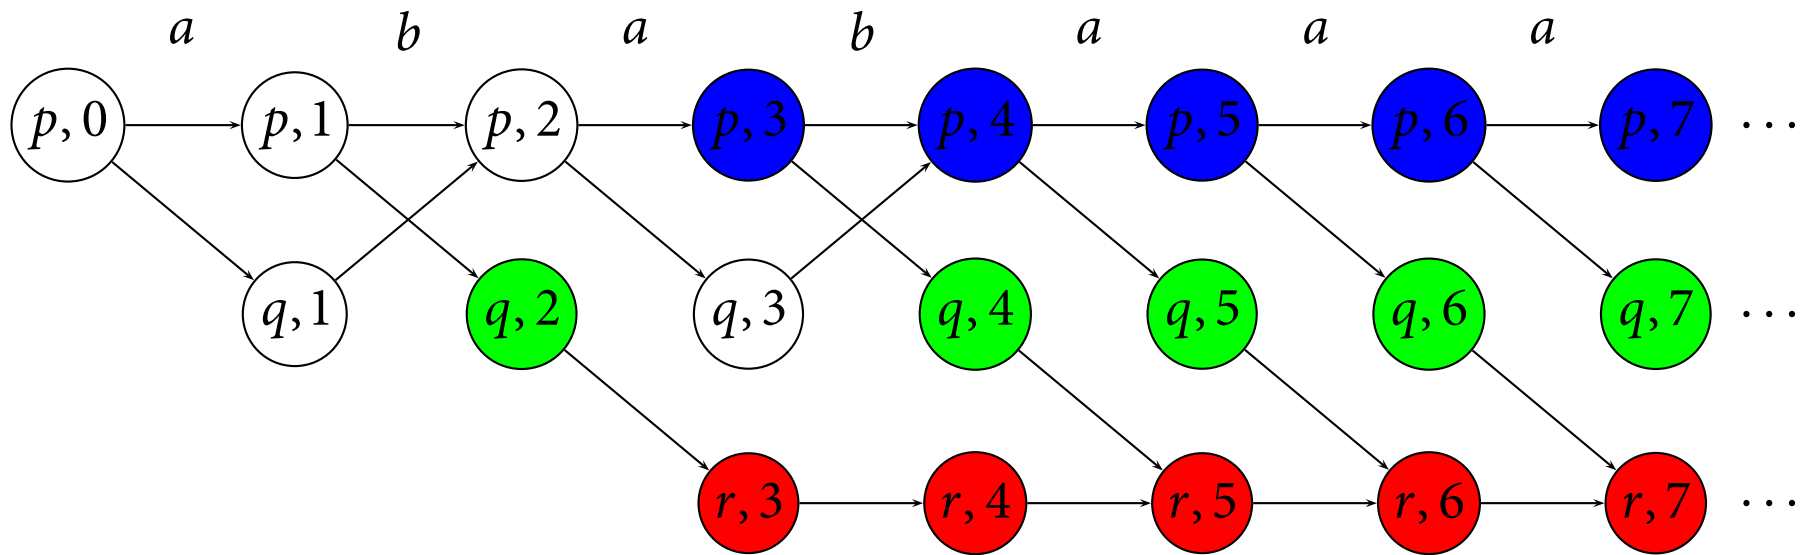 a b a b a a a
p, 0 p, 1 p, 2 p, 3 p, 4 p, 5 p, 6 p, 7 ···
q, 1 q, 2 q, 3 q, 4 q, 5 q, 6 q, 7 ···
r, 3 r, 4 r, 5 r, 6 r, 7 ···